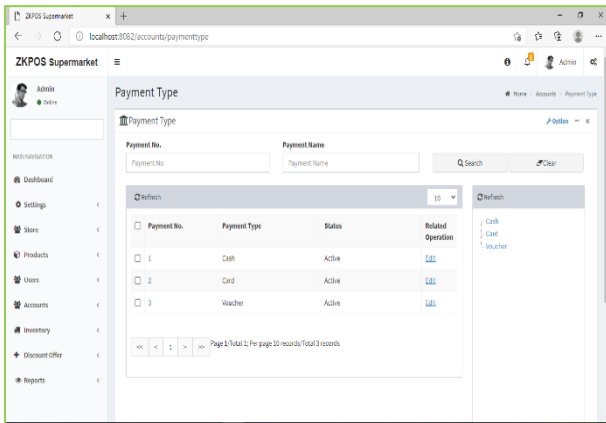 ZKPOS Supermarket
localhost:8082/accounts/paymenttype
ZKPOS Supermarket
Admin
Admin
Online
Payment Type
Home > Accounts > Payment Type
Payment Type
Option
Payment No.
Payment Name
Payment No
Payment Name
Search
Clear
MAIN NAVIGATION
Dashboard
Settings
Store
Products
Users
Accounts
Inventory
Discount Offer
Reports
Refresh
10
Payment No. Payment Type Status Related Operation
1 Cash Active Edit
2 Card Active Edit
3 Voucher Active Edit
<< < 1 > >> Page 1/Total 1; Per page 10 records/Total 3 records
Refresh
Cash
Card
Voucher